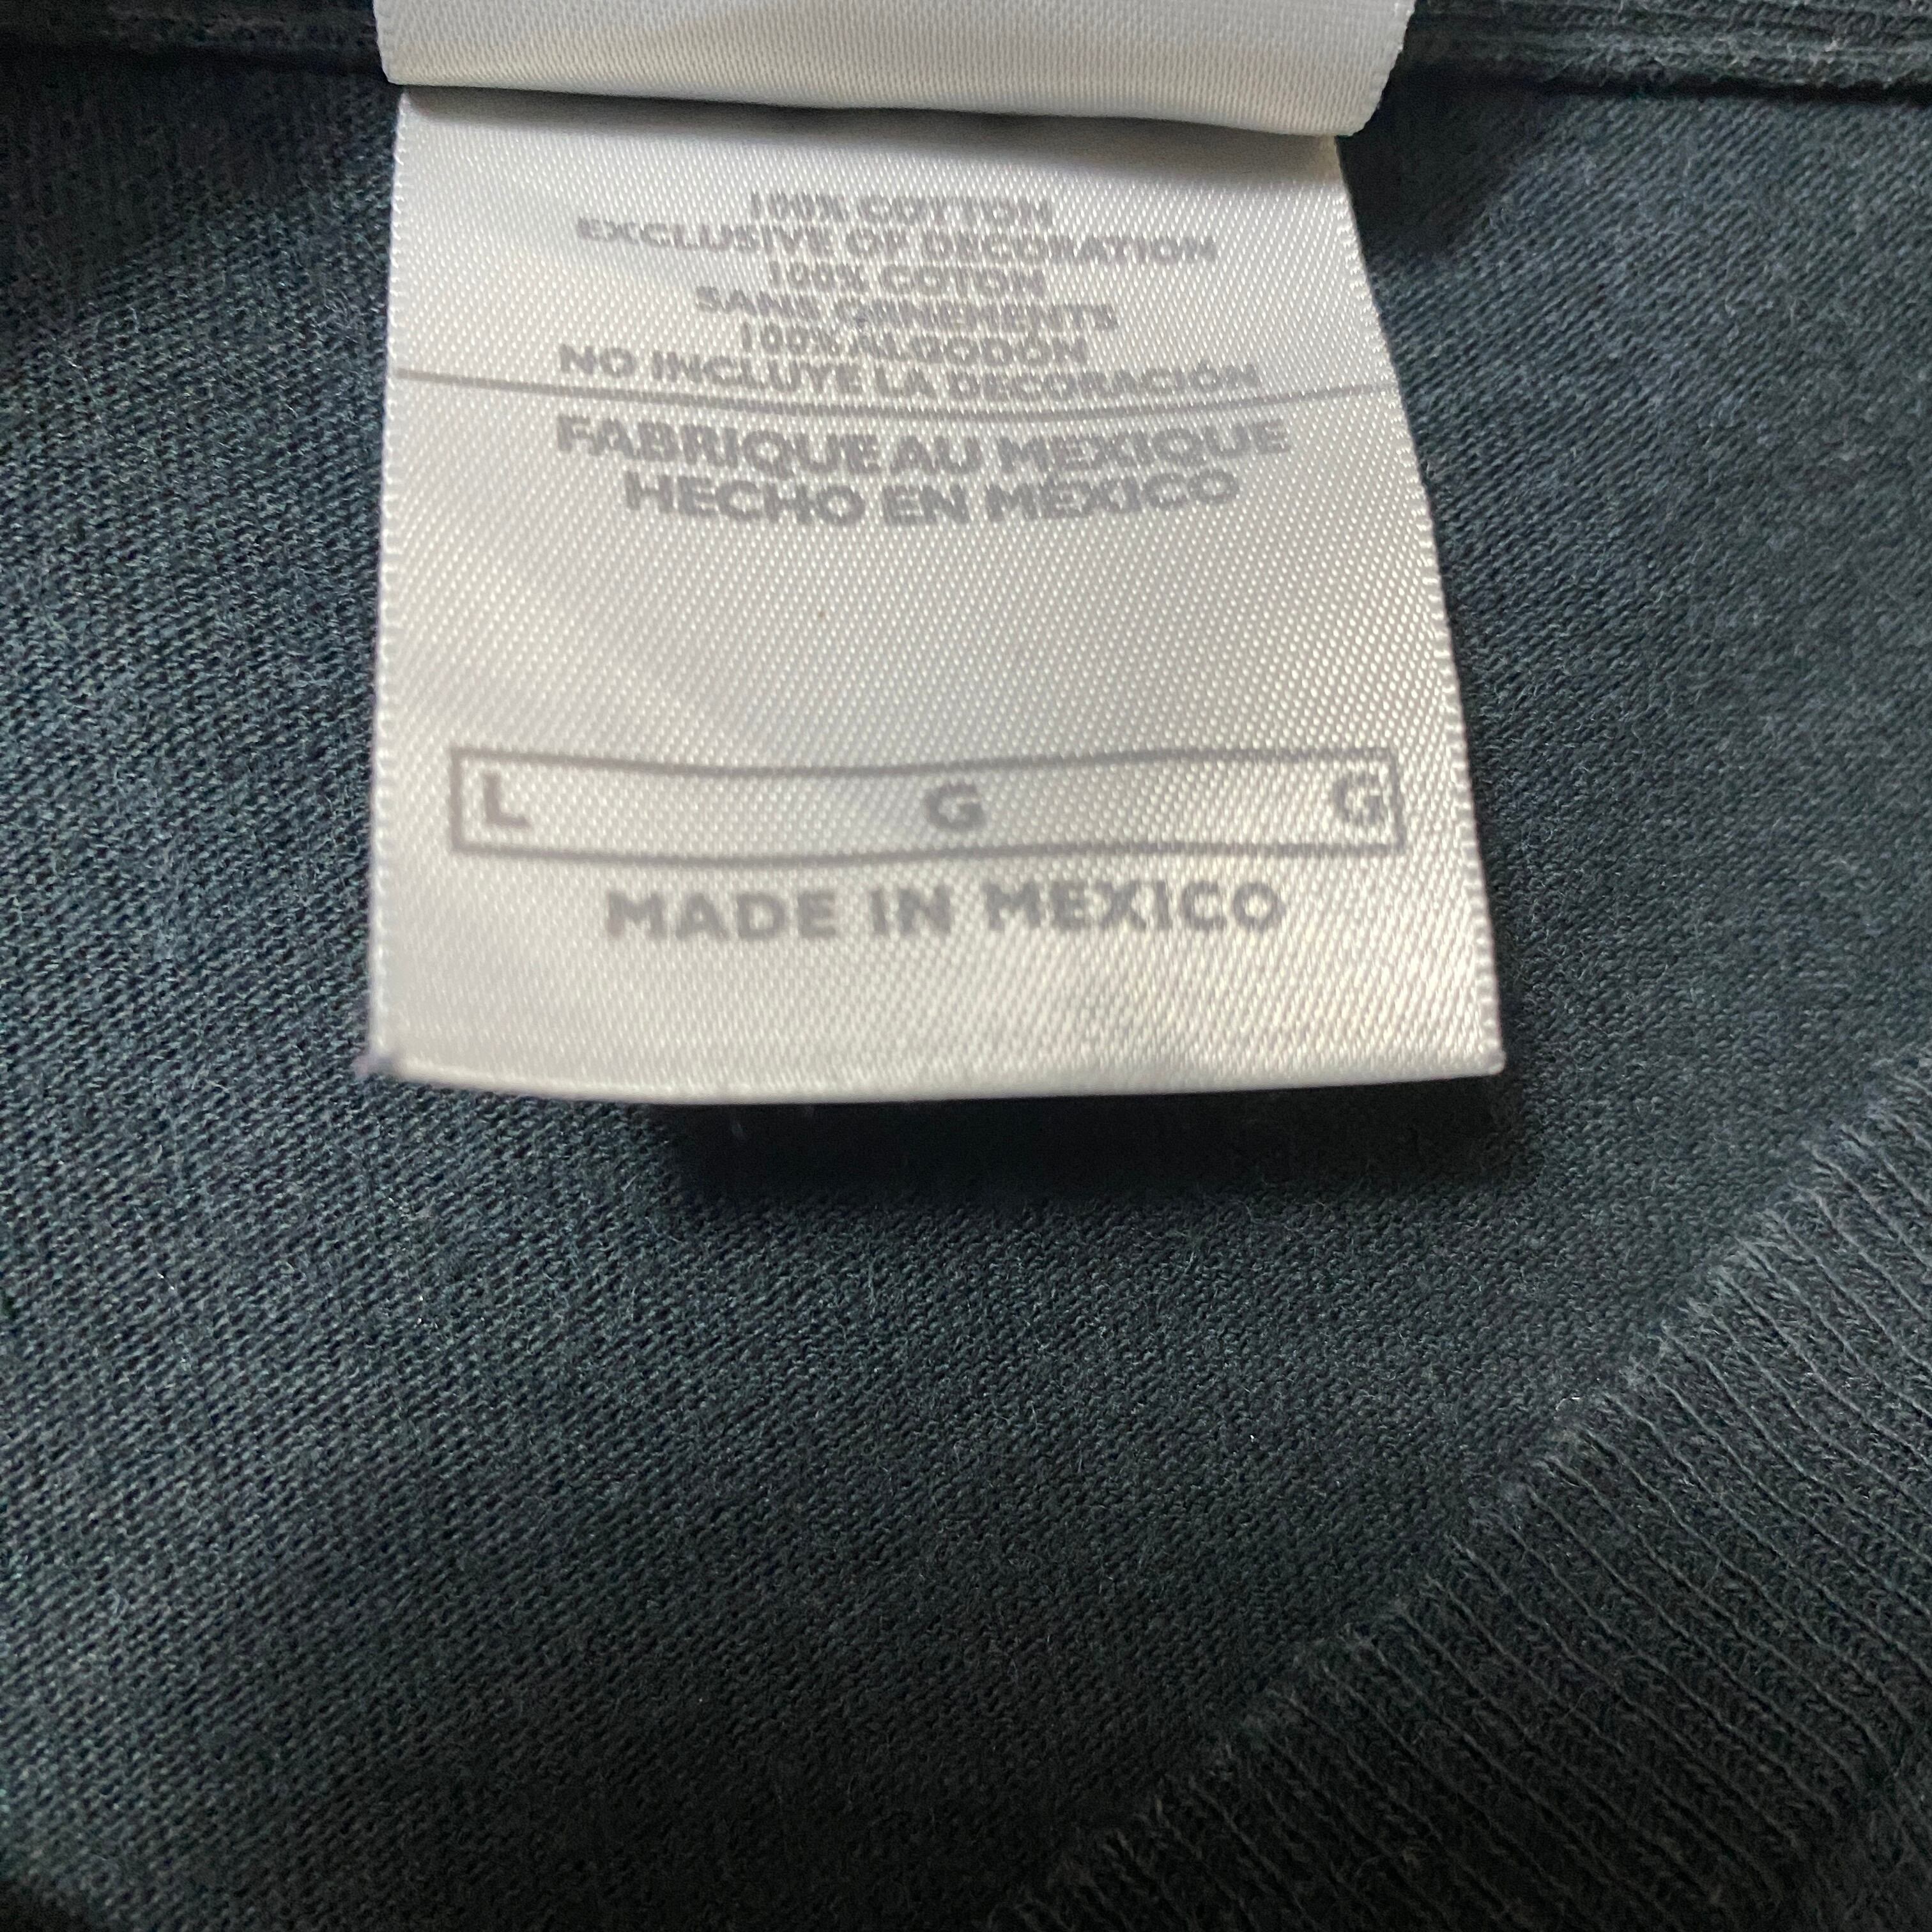 100% COTTON
EXCLUSIVE OF DECORATION
100% COTON
SANS ORNEMENTS
100% ALGODÓN
NO INCLUYE LA DECORACIÓN
FABRIQUE AU MEXIQUE
HECHO EN MÉXICO
L G G
MADE IN MEXICO